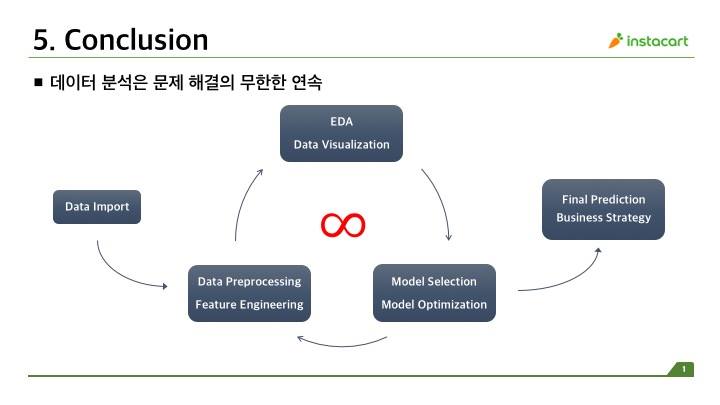 5. Conclusion
instacart
■ 데이터 분석은 문제 해결의 무한한 연속
EDA
Data Visualization
Data Import
Final Prediction
Business Strategy
∞
Data Preprocessing
Feature Engineering
Model Selection
Model Optimization
1